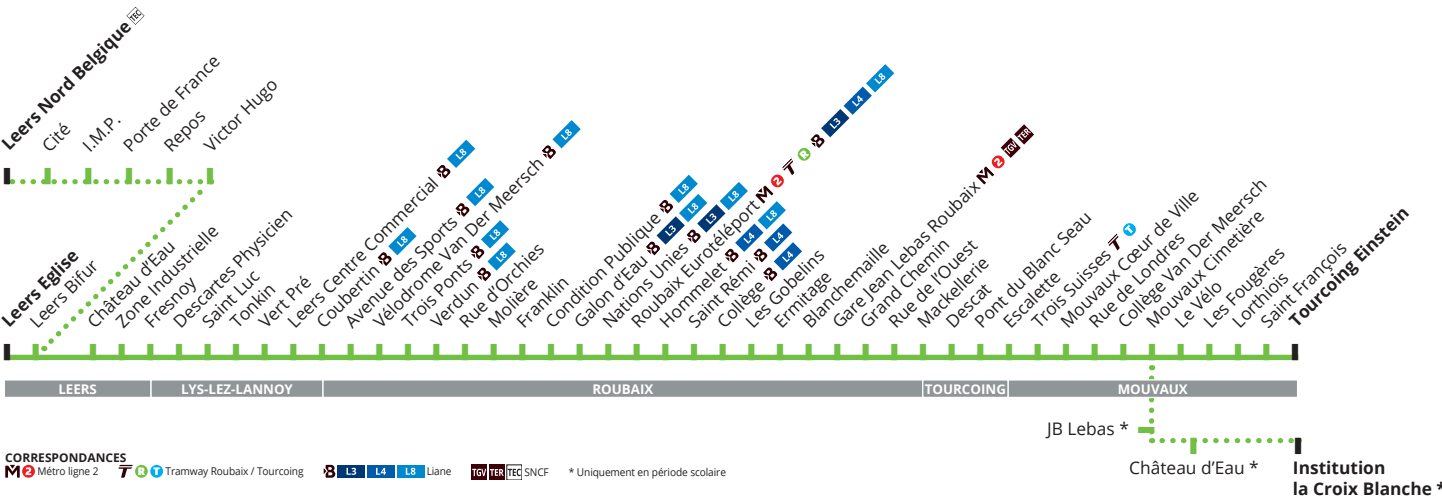 Leers Nord Belgique TEC
Cité
I.M.P.
Porte de France
Repos
Victor Hugo
Leers Eglise
Leers Bifur
Château d'Eau
Zone Industrielle
Fresnoy
Descartes Physicien
Saint Luc
Tonkin
Vert Pré
Leers Centre Commercial B L8
Coubertin B L8
Avenue des Sports B L8
Vélodrome Van Der Meersch B L8
Trois Ponts B L8
Verdun B L8
Rue d'Orchies
Molière
Franklin
Condition Publique B L8
Galon d'Eau B L3 L8
Nations Unies B L3 L8
Roubaix Eurotéléport M 2 T R B L3 L4 L8
Hommelet B L4 L8
Saint Rémi B L4
Collège B L4
Les Gobelins
Ermitage
Blanchemaille
Gare Jean Lebas Roubaix M 2 TGV TER
Grand Chemin
Rue de l'Ouest
Mackellerie
Descat
Pont du Blanc Seau
Escalette
Trois Suisses T T
Mouvaux Cœur de Ville
Rue de Londres
Collège Van Der Meersch
Mouvaux Cimetière
Le Vélo
Les Fougères
Lorthiois
Saint François
Tourcoing Einstein
LEERS
LYS-LEZ-LANNOY
ROUBAIX
TOURCOING
MOUVAUX
JB Lebas *
Château d'Eau *
Institution
la Croix Blanche *
CORRESPONDANCES
M 2 Métro ligne 2 T R T Tramway Roubaix / Tourcoing B L3 L4 L8 Liane TGV TER TEC SNCF * Uniquement en période scolaire